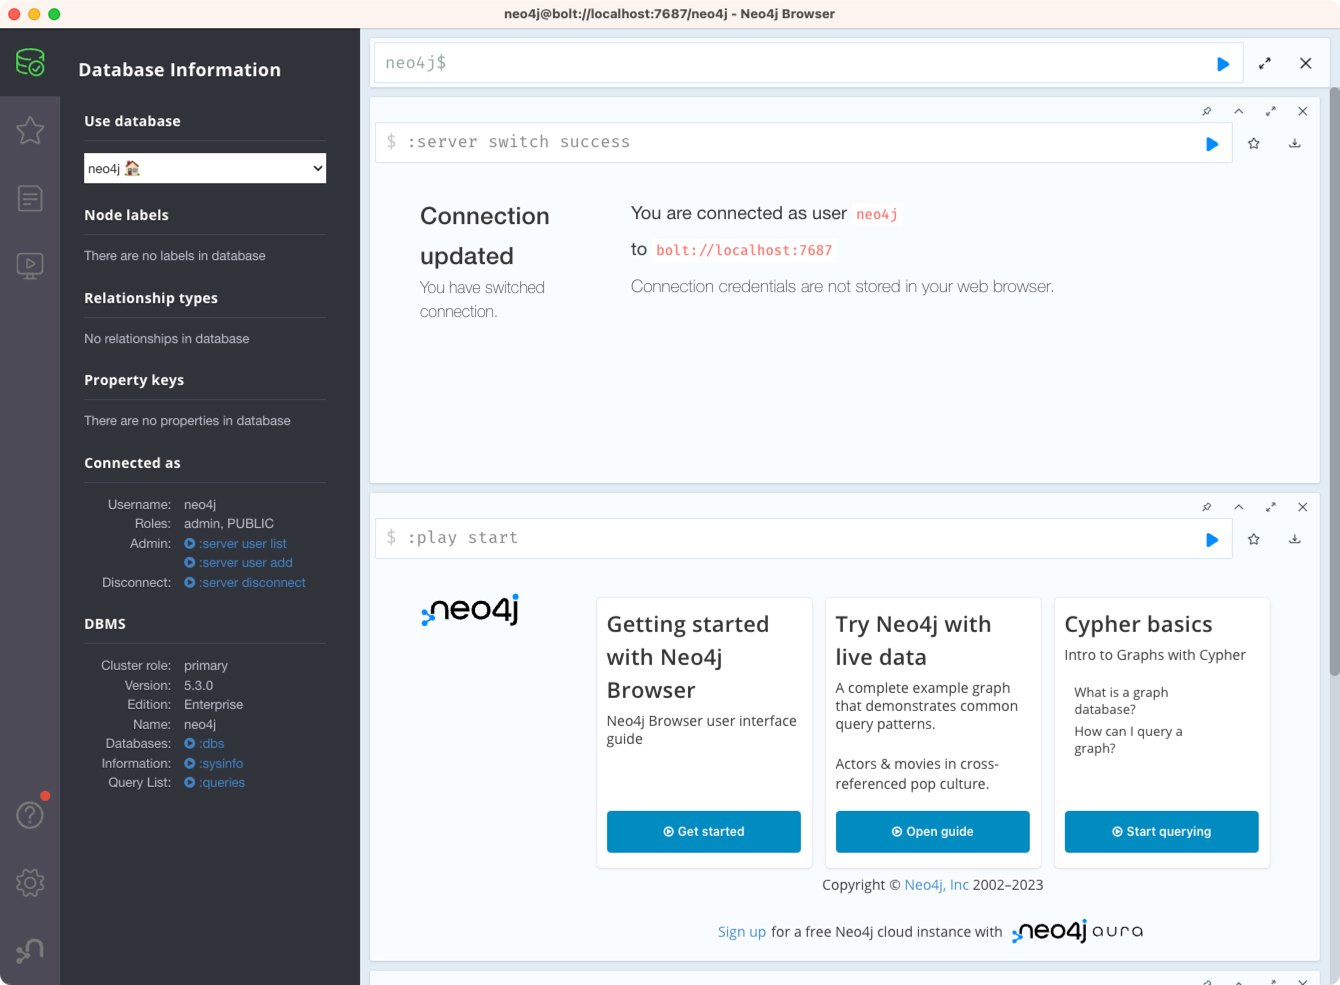 neo4j@bolt://localhost:7687/neo4j - Neo4j Browser
Database Information
Use database
neo4j
Node labels
There are no labels in database
Relationship types
No relationships in database
Property keys
There are no properties in database
Connected as
Username: neo4j
Roles: admin, PUBLIC
Admin: :server user list
:server user add
Disconnect: :server disconnect
DBMS
Cluster role: primary
Version: 5.3.0
Edition: Enterprise
Name: neo4j
Databases: :dbs
Information: :sysinfo
Query List: :queries
neo4j$
$ :server switch success
Connection
updated
You have switched
connection.
You are connected as user neo4j
to bolt://localhost:7687
Connection credentials are not stored in your web browser.
$ :play start
neo4j
Getting started
with Neo4j
Browser
Neo4j Browser user interface
guide
Get started
Try Neo4j with
live data
A complete example graph
that demonstrates common
query patterns.
Actors & movies in cross-
referenced pop culture.
Open guide
Cypher basics
Intro to Graphs with Cypher
What is a graph
database?
How can I query a
graph?
Start querying
Copyright © Neo4j, Inc 2002–2023
Sign up for a free Neo4j cloud instance with neo4j aura